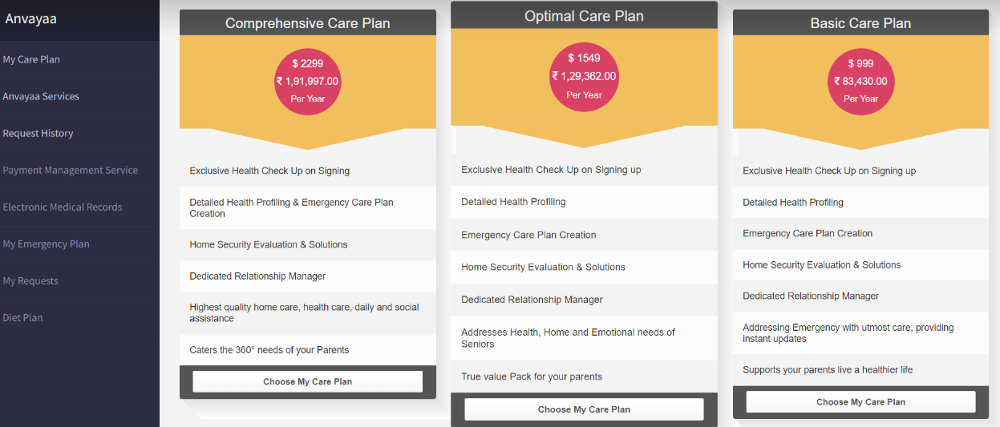 Anvayaa
My Care Plan
Anvayaa Services
Request History
Payment Management Service
Electronic Medical Records
My Emergency Plan
My Requests
Diet Plan
Comprehensive Care Plan
$ 2299
₹ 1,91,997.00
Per Year
Exclusive Health Check Up on Signing
Detailed Health Profiling & Emergency Care Plan
Creation
Home Security Evaluation & Solutions
Dedicated Relationship Manager
Highest quality home care, health care, daily and social
assistance
Caters the 360° needs of your Parents
Choose My Care Plan
Optimal Care Plan
$ 1549
₹ 1,29,362.00
Per Year
Exclusive Health Check Up on Signing up
Detailed Health Profiling
Emergency Care Plan Creation
Home Security Evaluation & Solutions
Dedicated Relationship Manager
Addresses Health, Home and Emotional needs of
Seniors
True value Pack for your parents
Choose My Care Plan
Basic Care Plan
$ 999
₹ 83,430.00
Per Year
Exclusive Health Check Up on Signing up
Detailed Health Profiling
Emergency Care Plan Creation
Home Security Evaluation & Solutions
Dedicated Relationship Manager
Addressing Emergency with utmost care, providing
instant updates
Supports your parents live a healthier life
Choose My Care Plan